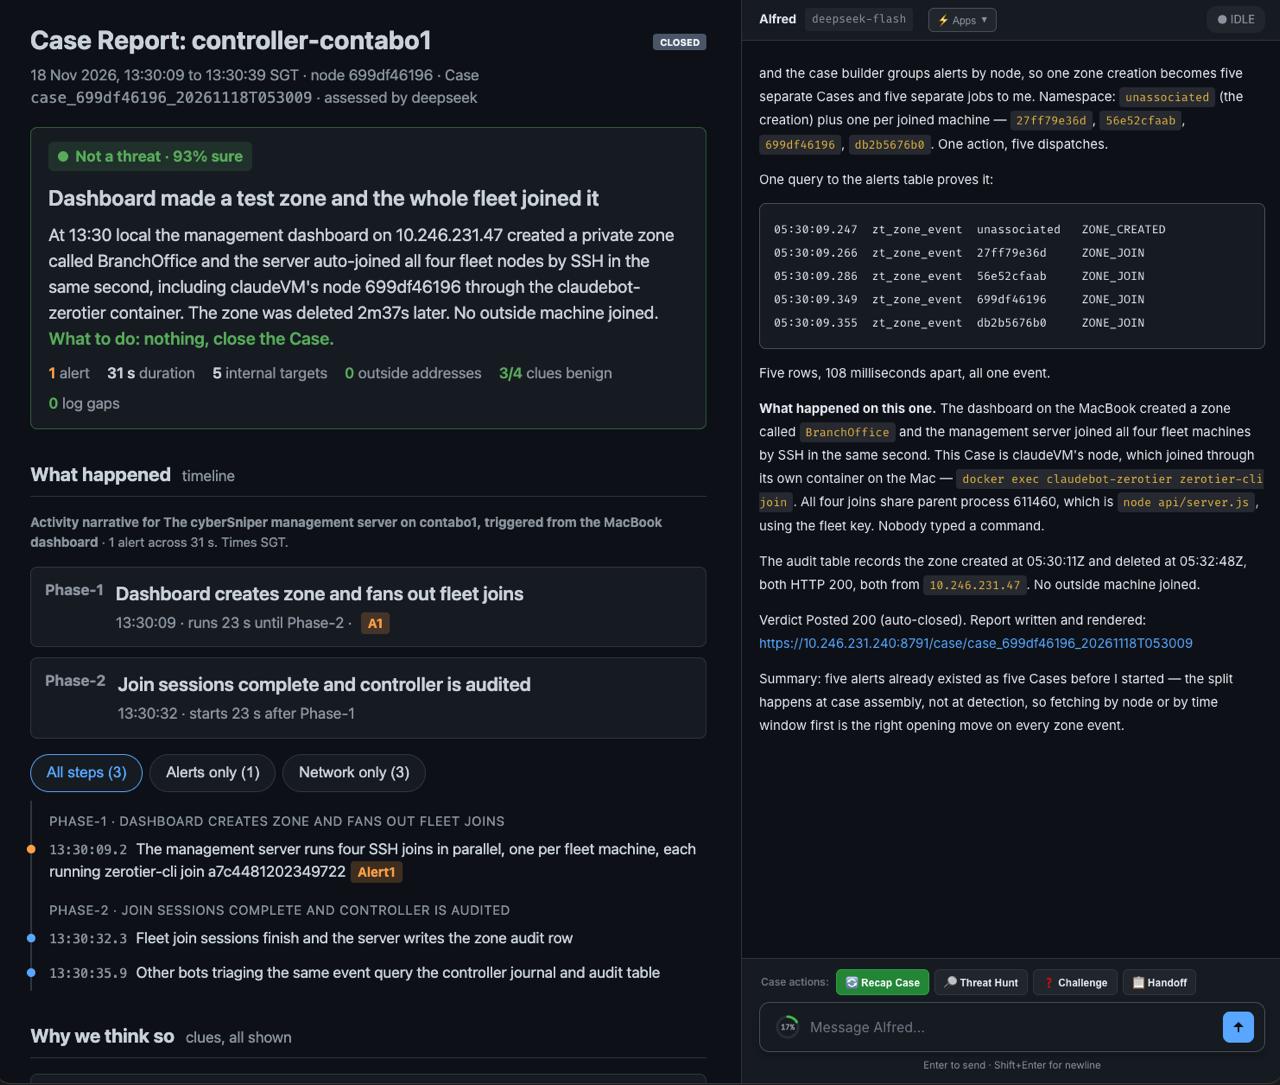 Case Report: controller-contabo1
CLOSED
18 Nov 2026, 13:30:09 to 13:30:39 SGT · node 699df46196 · Case
case_699df46196_20261118T053009 · assessed by deepseek
Not a threat · 93% sure
Dashboard made a test zone and the whole fleet joined it
At 13:30 local the management dashboard on 10.246.231.47 created a private zone
called BranchOffice and the server auto-joined all four fleet nodes by SSH in the
same second, including claudeVM's node 699df46196 through the claudebot-
zerotier container. The zone was deleted 2m37s later. No outside machine joined.
What to do: nothing, close the Case.
1 alert 31 s duration 5 internal targets 0 outside addresses 3/4 clues benign
0 log gaps
What happened timeline
Activity narrative for The cyberSniper management server on contabo1, triggered from the MacBook
dashboard · 1 alert across 31 s. Times SGT.
Phase-1 Dashboard creates zone and fans out fleet joins
13:30:09 · runs 23 s until Phase-2 · A1
Phase-2 Join sessions complete and controller is audited
13:30:32 · starts 23 s after Phase-1
All steps (3) Alerts only (1) Network only (3)
PHASE-1 · DASHBOARD CREATES ZONE AND FANS OUT FLEET JOINS
13:30:09.2 The management server runs four SSH joins in parallel, one per fleet machine, each
running zerotier-cli join a7c4481202349722 Alert1
PHASE-2 · JOIN SESSIONS COMPLETE AND CONTROLLER IS AUDITED
13:30:32.3 Fleet join sessions finish and the server writes the zone audit row
13:30:35.9 Other bots triaging the same event query the controller journal and audit table
Why we think so clues, all shown
Alfred deepseek-flash ⚡ Apps ▾ IDLE
and the case builder groups alerts by node, so one zone creation becomes five
separate Cases and five separate jobs to me. Namespace: unassociated (the
creation) plus one per joined machine — 27ff79e36d, 56e52cfaab,
699df46196, db2b5676b0. One action, five dispatches.
One query to the alerts table proves it:
05:30:09.247 zt_zone_event unassociated ZONE_CREATED
05:30:09.266 zt_zone_event 27ff79e36d ZONE_JOIN
05:30:09.286 zt_zone_event 56e52cfaab ZONE_JOIN
05:30:09.349 zt_zone_event 699df46196 ZONE_JOIN
05:30:09.355 zt_zone_event db2b5676b0 ZONE_JOIN
Five rows, 108 milliseconds apart, all one event.
What happened on this one. The dashboard on the MacBook created a zone
called BranchOffice and the management server joined all four fleet machines
by SSH in the same second. This Case is claudeVM's node, which joined through
its own container on the Mac — docker exec claudebot-zerotier zerotier-cli
join. All four joins share parent process 611460, which is node api/server.js,
using the fleet key. Nobody typed a command.
The audit table records the zone created at 05:30:11Z and deleted at 05:32:48Z,
both HTTP 200, both from 10.246.231.47. No outside machine joined.
Verdict Posted 200 (auto-closed). Report written and rendered:
https://10.246.231.240:8791/case/case_699df46196_20261118T053009
Summary: five alerts already existed as five Cases before I started — the split
happens at case assembly, not at detection, so fetching by node or by time
window first is the right opening move on every zone event.
Case actions: Recap Case Threat Hunt ❓ Challenge Handoff
17% Message Alfred...
Enter to send · Shift+Enter for newline